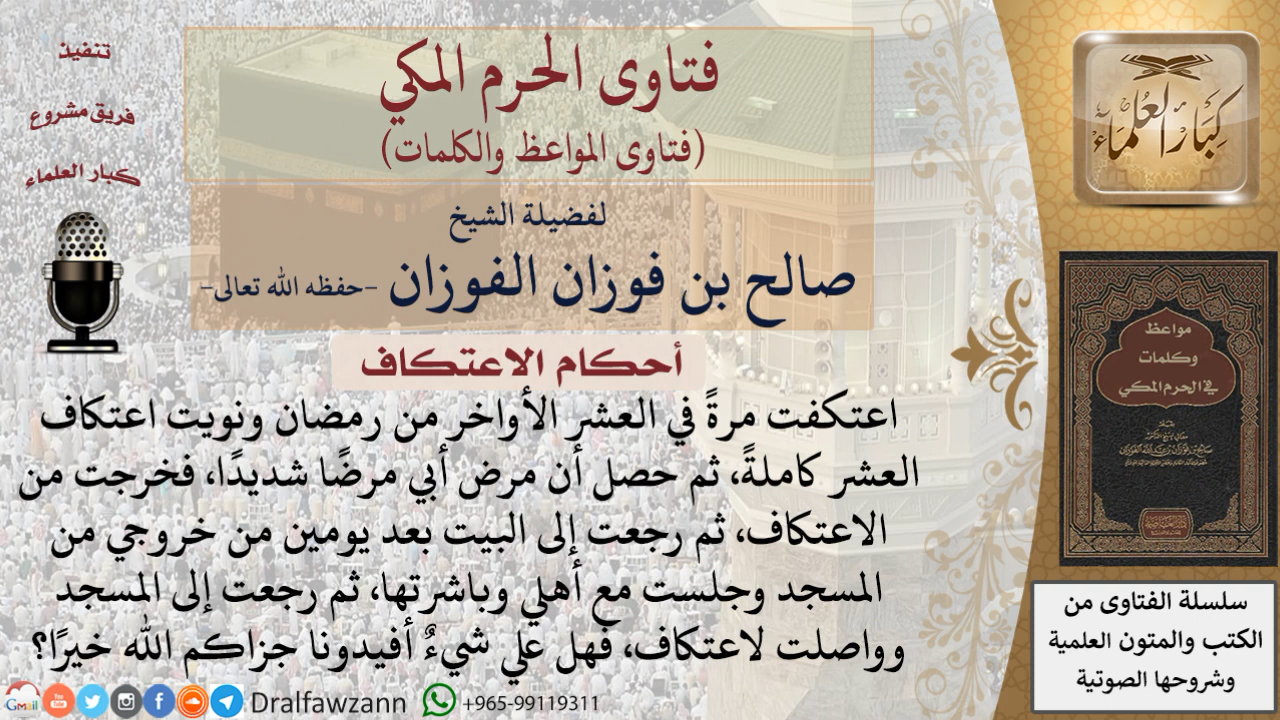 تنفيذ
فريق مشروع
كبار العلماء
فتاوى الحرم المكي
(فتاوى المواعظ والكلمات)
لفضيلة الشيخ
صالح بن فوزان الفوزان -حفظه الله تعالى-
أحكام الاعتكاف
اعتكفت مرةً في العشر الأواخر من رمضان ونويت اعتكاف
العشر كاملةً، ثم حصل أن مرض أبي مرضًا شديدًا، فخرجت من
الاعتكاف، ثم رجعت إلى البيت بعد يومين من خروجي من
المسجد وجلست مع أهلي وباشرتها، ثم رجعت إلى المسجد
وواصلت لاعتكاف، فهل علي شيءٌ أفيدونا جزاكم الله خيرًا؟
كبار العلماء
مواعظ
وكلمات
في الحرم المكي
سلسلة الفتاوى من
الكتب والمتون العلمية
وشروحها الصوتية
Gmail
You
Tube
Dralfawzann
+965-99119311